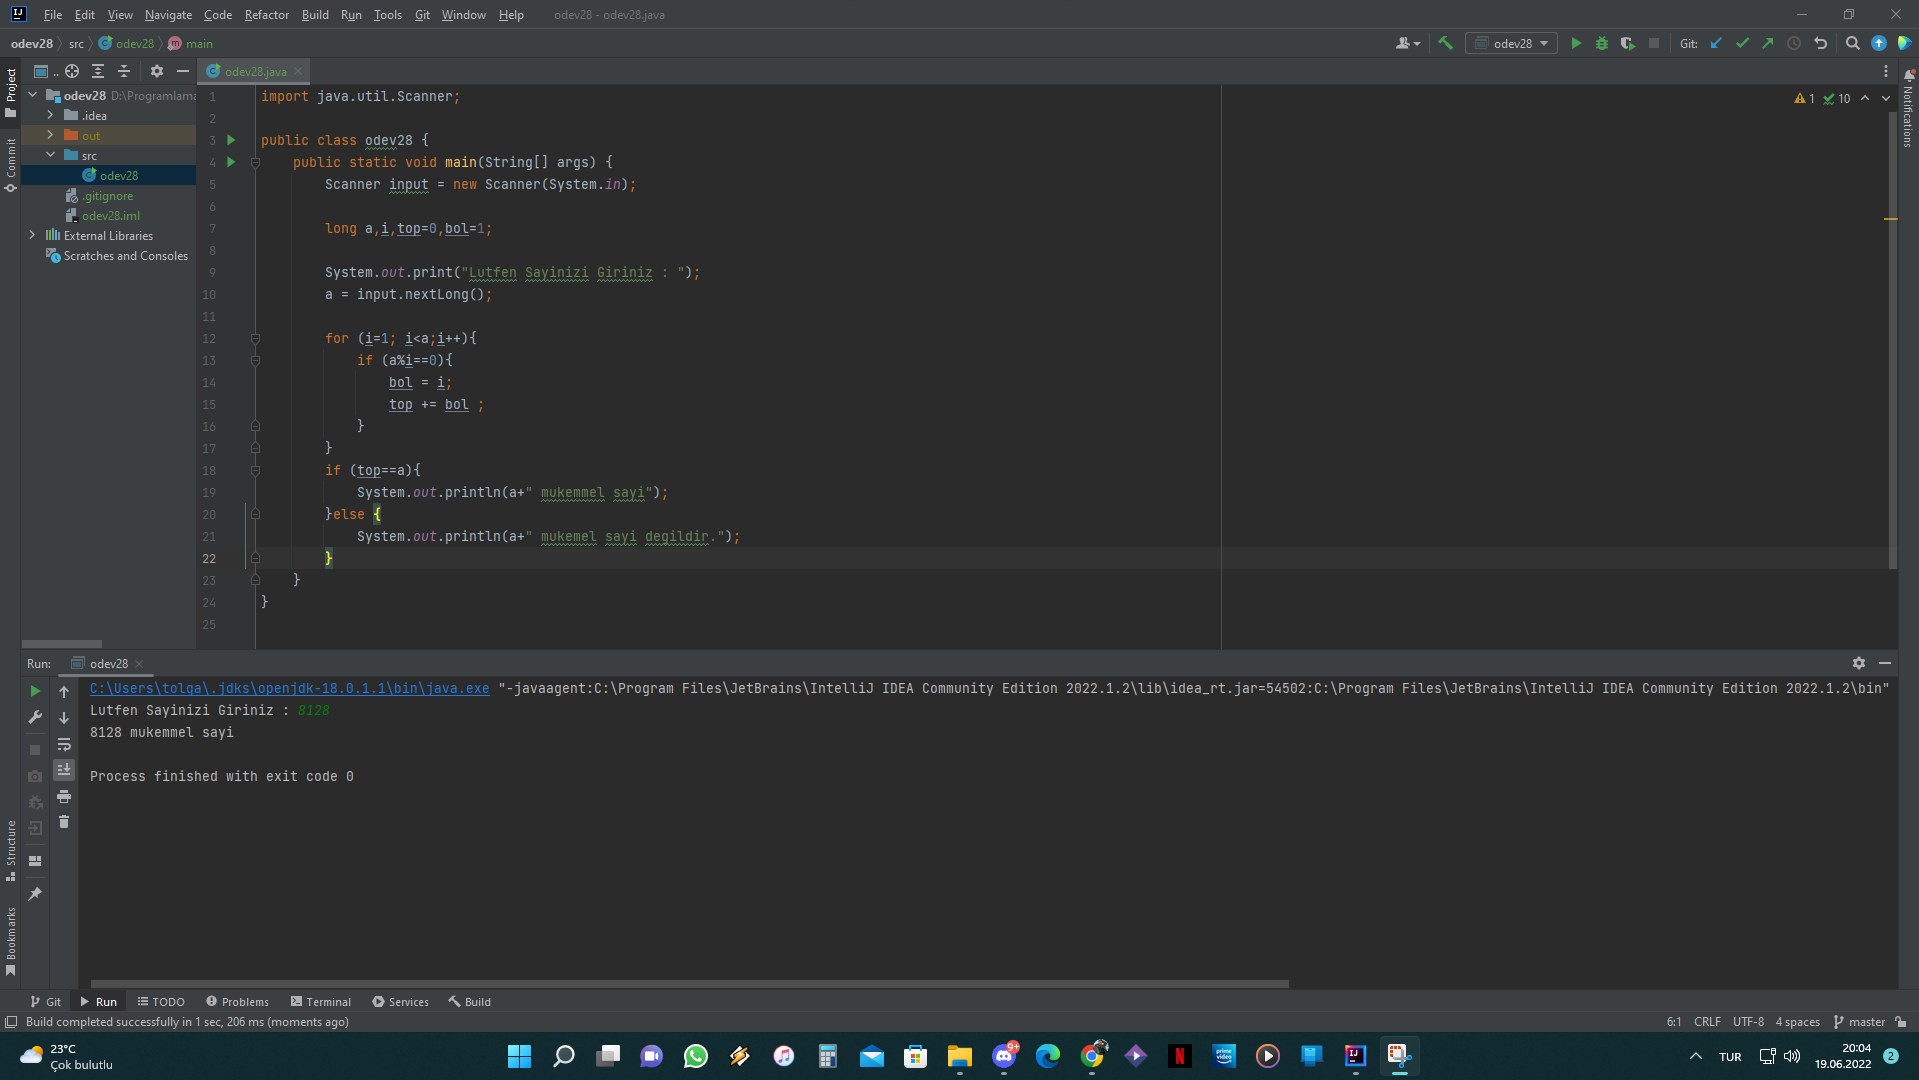 File Edit View Navigate Code Refactor Build Run Tools Git Window Help odev28 - odev28.java
odev28 src odev28 main
odev28 Git:
Project
Commit
Structure
Bookmarks
Notifications
odev28 D:\Programlama
.idea
out
src
odev28
.gitignore
odev28.iml
External Libraries
Scratches and Consoles
odev28.java
1 10
1 import java.util.Scanner;
2
3 public class odev28 {
4 public static void main(String[] args) {
5 Scanner input = new Scanner(System.in);
6
7 long a,i,top=0,bol=1;
8
9 System.out.print("Lutfen Sayinizi Giriniz : ");
10 a = input.nextLong();
11
12 for (i=1; i<a;i++){
13 if (a%i==0){
14 bol = i;
15 top += bol ;
16 }
17 }
18 if (top==a){
19 System.out.println(a+" mukemmel sayi");
20 }else {
21 System.out.println(a+" mukemel sayi degildir.");
22 }
23 }
24 }
25
Run: odev28
C:\Users\tolga\.jdks\openjdk-18.0.1.1\bin\java.exe "-javaagent:C:\Program Files\JetBrains\IntelliJ IDEA Community Edition 2022.1.2\lib\idea_rt.jar=54502:C:\Program Files\JetBrains\IntelliJ IDEA Community Edition 2022.1.2\bin"
Lutfen Sayinizi Giriniz : 8128
8128 mukemmel sayi
Process finished with exit code 0
Git Run TODO Problems Terminal Services Build
Build completed successfully in 1 sec, 206 ms (moments ago) 6:1 CRLF UTF-8 4 spaces master
23°C
Çok bulutlu
9+
prime video
TUR
20:04
19.06.2022
2